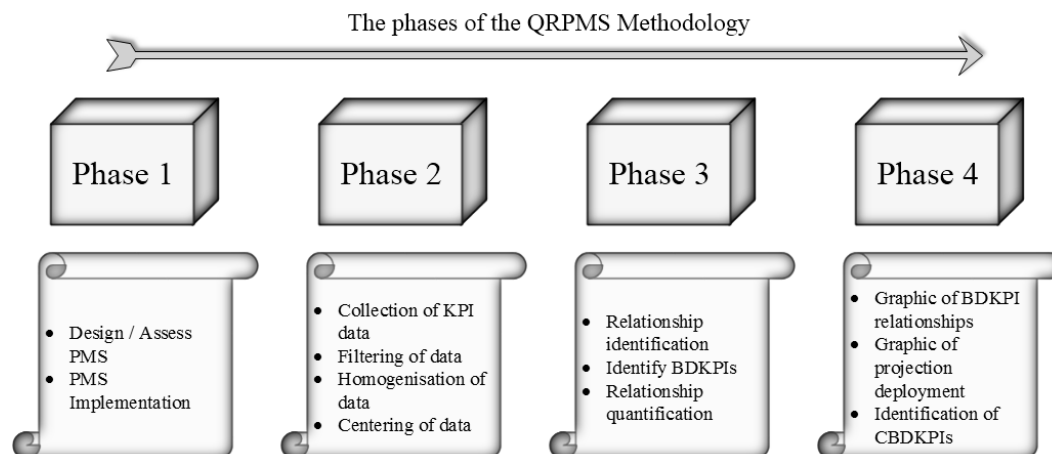 The phases of the QRPMS Methodology
Phase 1
Phase 2
Phase 3
Phase 4
• Design / Assess
PMS
• PMS
Implementation
• Collection of KPI
data
• Filtering of data
• Homogenisation of
data
• Centering of data
• Relationship
identification
• Identify BDKPIs
• Relationship
quantification
• Graphic of BDKPI
relationships
• Graphic of
projection
deployment
• Identification of
CBDKPIs